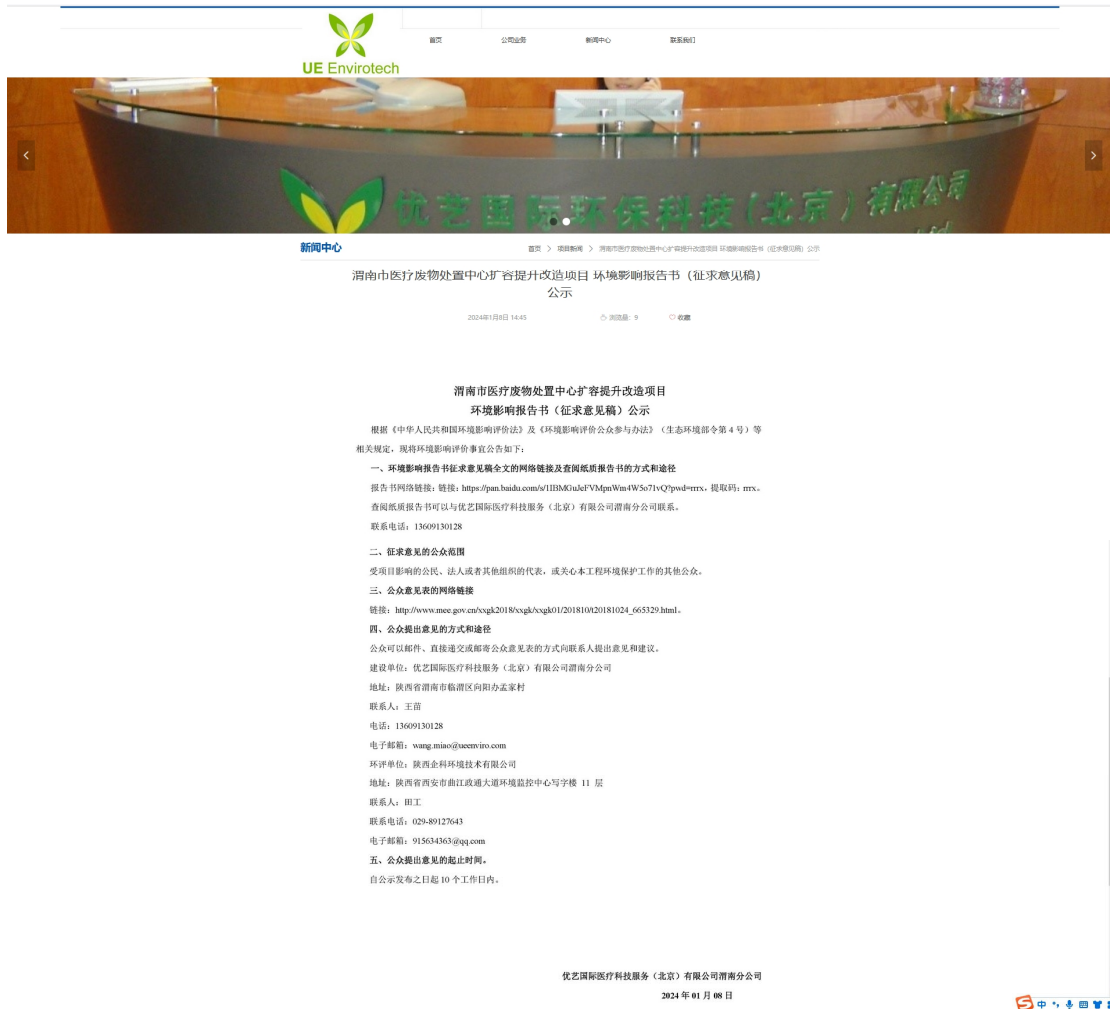 UE Envirotech
首页 公司业务 新闻中心 联系我们
优艺国际环保科技(北京)有限公司
新闻中心
首页 > 项目新闻 > 渭南市医疗废物处置中心扩容提升改造项目 环境影响报告书（征求意见稿）公示
渭南市医疗废物处置中心扩容提升改造项目 环境影响报告书（征求意见稿）
公示
2024年1月8日 14:45 浏览量：9 收藏
渭南市医疗废物处置中心扩容提升改造项目
环境影响报告书（征求意见稿）公示
根据《中华人民共和国环境影响评价法》及《环境影响评价公众参与办法》（生态环境部令第 4 号）等
相关规定，现将环境影响评价事宜公告如下：
一、环境影响报告书征求意见稿全文的网络链接及查阅纸质报告书的方式和途径
报告书网络链接：链接：https://pan.baidu.com/s/1IBMGuJeFVMpnWm4W5o71vQ?pwd=rrrx，提取码：rrrx。
查阅纸质报告书可以与优艺国际医疗科技服务（北京）有限公司渭南分公司联系。
联系电话：13609130128
二、征求意见的公众范围
受项目影响的公民、法人或者其他组织的代表，或关心本工程环境保护工作的其他公众。
三、公众意见表的网络链接
链接：http://www.mee.gov.cn/xxgk2018/xxgk/xxgk01/201810/t20181024_665329.html。
四、公众提出意见的方式和途径
公众可以邮件、直接递交或邮寄公众意见表的方式向联系人提出意见和建议。
建设单位：优艺国际医疗科技服务（北京）有限公司渭南分公司
地址：陕西省渭南市临渭区向阳办孟家村
联系人：王苗
电话：13609130128
电子邮箱：wang.miao@ueenviro.com
环评单位：陕西企科环境技术有限公司
地址：陕西省西安市曲江政通大道环境监控中心写字楼 11 层
联系人：田工
联系电话：029-89127643
电子邮箱：915634363@qq.com
五、公众提出意见的起止时间。
自公示发布之日起 10 个工作日内。
优艺国际医疗科技服务（北京）有限公司渭南分公司
2024 年 01 月 08 日
中